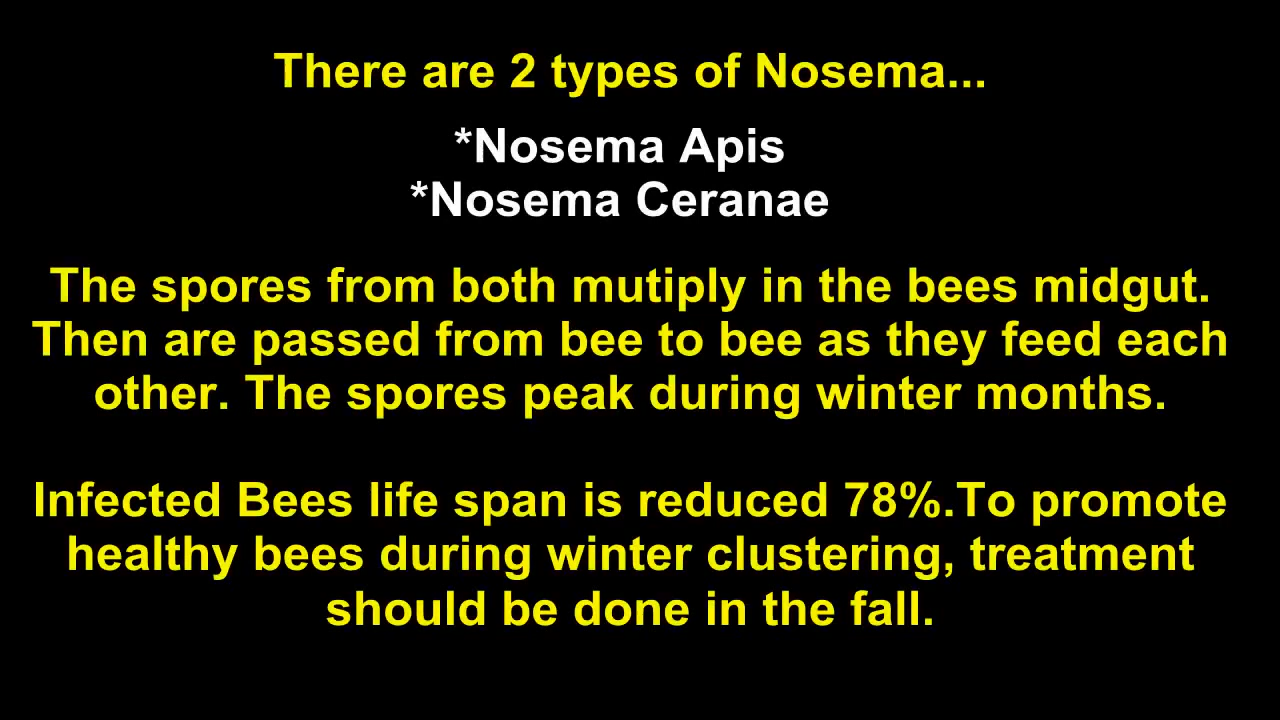 There are 2 types of Nosema...
*Nosema Apis
*Nosema Ceranae
The spores from both mutiply in the bees midgut.
Then are passed from bee to bee as they feed each
other. The spores peak during winter months.
Infected Bees life span is reduced 78%.To promote
healthy bees during winter clustering, treatment
should be done in the fall.